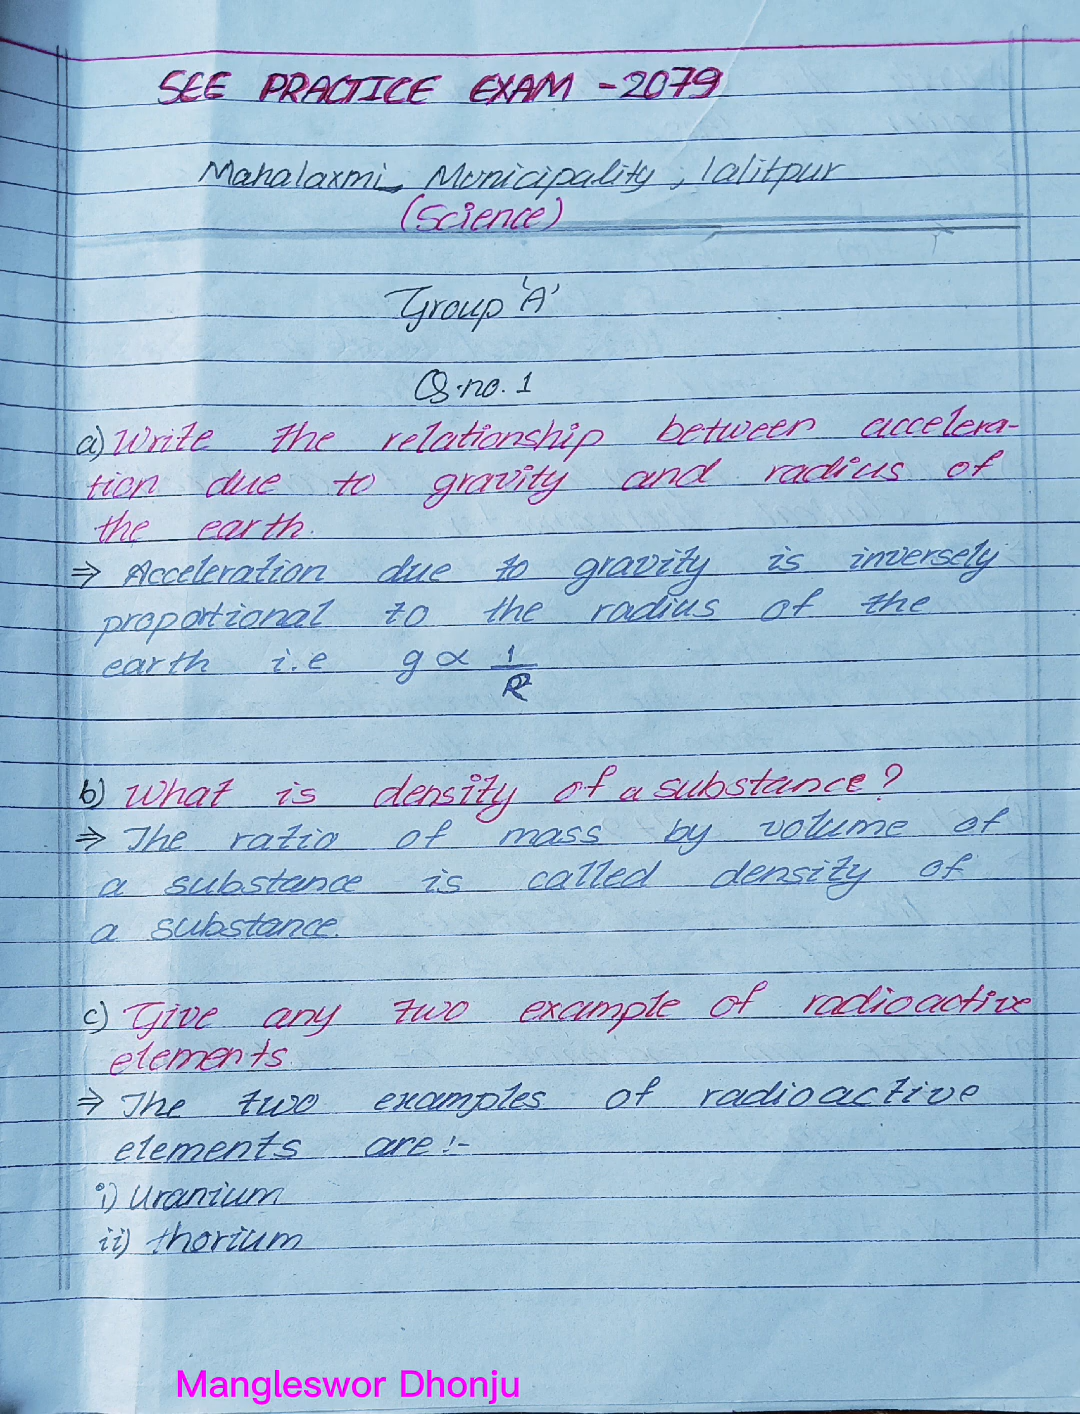 SEE PRACTICE EXAM - 2079
Mahalaxmi Municipality, lalitpur
(Science)
Group 'A'
Q.no. 1
a) Write the relationship between accelera-
tion due to gravity and radius of
the earth.
⇒ Acceleration due to gravity is inversely
proportional to the radius of the
earth i.e g ∝ 1/R²
b) What is density of a substance?
⇒ The ratio of mass by volume of
a substance is called density of
a substance.
c) Give any two example of radioactive
elements.
⇒ The two examples of radioactive
elements are :-
i) Uranium
ii) thorium
Mangleswor Dhonju